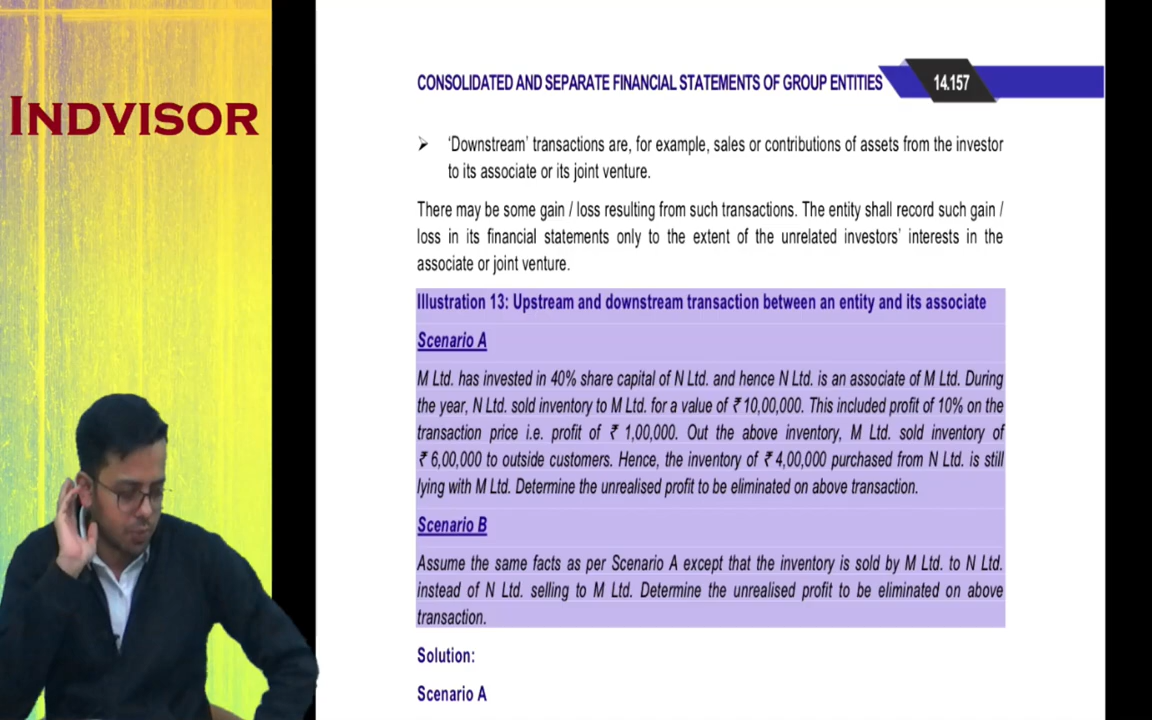 INDVISOR
CONSOLIDATED AND SEPARATE FINANCIAL STATEMENTS OF GROUP ENTITIES 14.157
➢ 'Downstream' transactions are, for example, sales or contributions of assets from the investor
to its associate or its joint venture.
There may be some gain / loss resulting from such transactions. The entity shall record such gain /
loss in its financial statements only to the extent of the unrelated investors' interests in the
associate or joint venture.
Illustration 13: Upstream and downstream transaction between an entity and its associate
Scenario A
M Ltd. has invested in 40% share capital of N Ltd. and hence N Ltd. is an associate of M Ltd. During
the year, N Ltd. sold inventory to M Ltd. for a value of ₹ 10,00,000. This included profit of 10% on the
transaction price i.e. profit of ₹ 1,00,000. Out the above inventory, M Ltd. sold inventory of
₹ 6,00,000 to outside customers. Hence, the inventory of ₹ 4,00,000 purchased from N Ltd. is still
lying with M Ltd. Determine the unrealised profit to be eliminated on above transaction.
Scenario B
Assume the same facts as per Scenario A except that the inventory is sold by M Ltd. to N Ltd.
instead of N Ltd. selling to M Ltd. Determine the unrealised profit to be eliminated on above
transaction.
Solution:
Scenario A